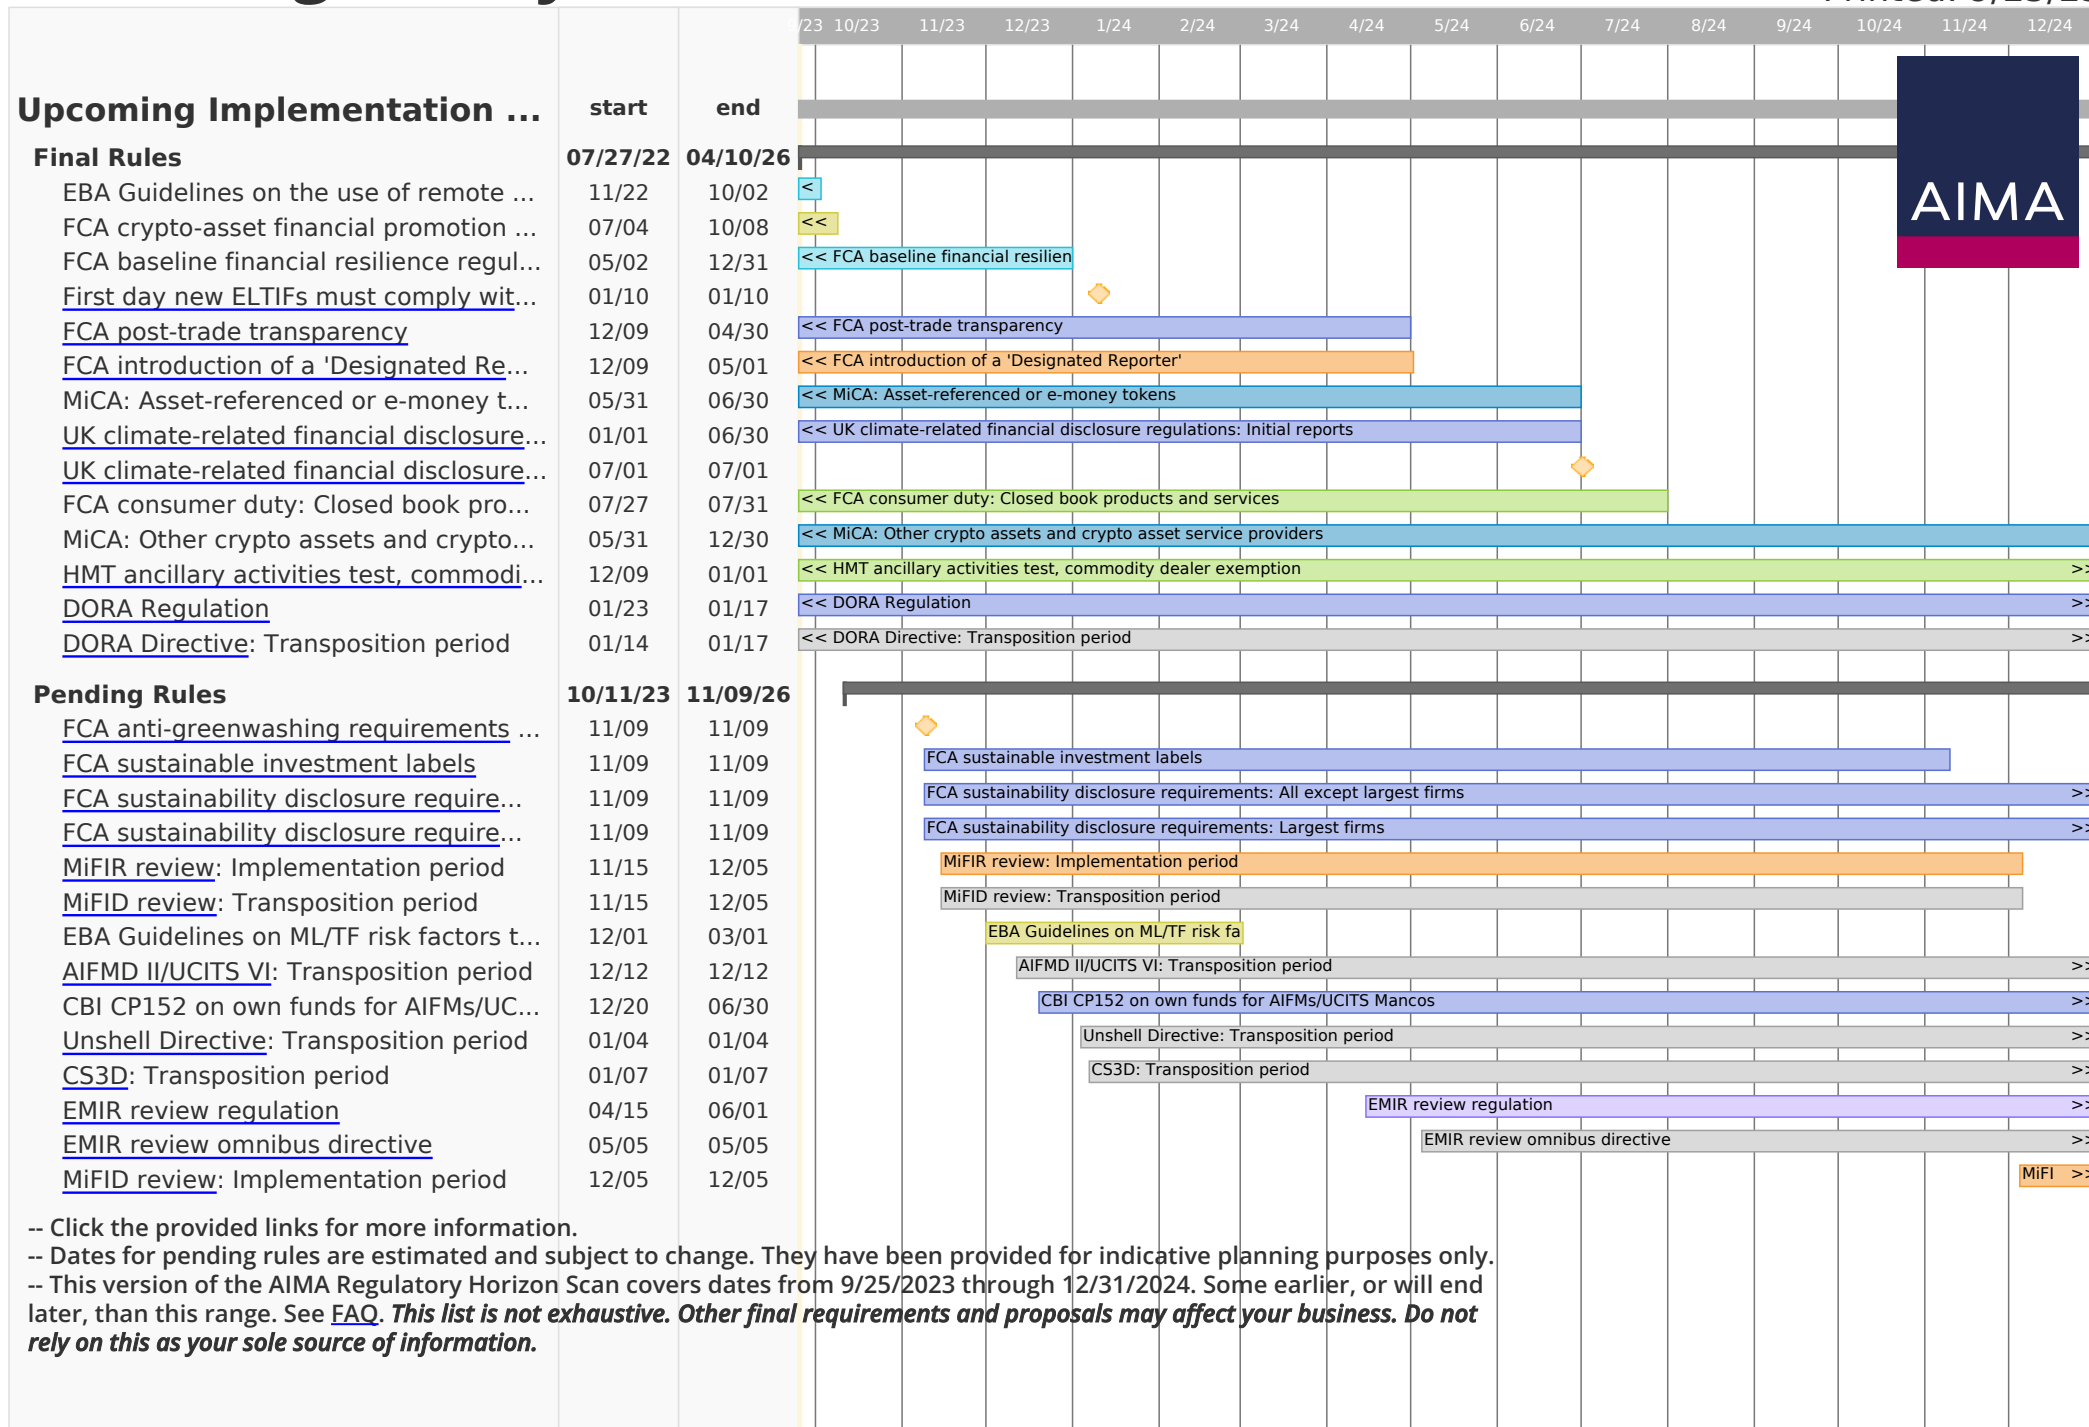 /23 10/23 11/23 12/23 1/24 2/24 3/24 4/24 5/24 6/24 7/24 8/24 9/24 10/24 11/24 12/24
Upcoming Implementation ... start end
AIMA
Final Rules 07/27/22 04/10/26
EBA Guidelines on the use of remote ... 11/22 10/02 <
FCA crypto-asset financial promotion ... 07/04 10/08 <<
FCA baseline financial resilience regul... 05/02 12/31 << FCA baseline financial resilien
First day new ELTIFs must comply wit... 01/10 01/10
FCA post-trade transparency 12/09 04/30 << FCA post-trade transparency
FCA introduction of a 'Designated Re... 12/09 05/01 << FCA introduction of a 'Designated Reporter'
MiCA: Asset-referenced or e-money t... 05/31 06/30 << MiCA: Asset-referenced or e-money tokens
UK climate-related financial disclosure... 01/01 06/30 << UK climate-related financial disclosure regulations: Initial reports
UK climate-related financial disclosure... 07/01 07/01
FCA consumer duty: Closed book pro... 07/27 07/31 << FCA consumer duty: Closed book products and services
MiCA: Other crypto assets and crypto... 05/31 12/30 << MiCA: Other crypto assets and crypto asset service providers
HMT ancillary activities test, commodi... 12/09 01/01 << HMT ancillary activities test, commodity dealer exemption >>
DORA Regulation 01/23 01/17 << DORA Regulation >>
DORA Directive: Transposition period 01/14 01/17 << DORA Directive: Transposition period >>
Pending Rules 10/11/23 11/09/26
FCA anti-greenwashing requirements ... 11/09 11/09
FCA sustainable investment labels 11/09 11/09 FCA sustainable investment labels
FCA sustainability disclosure require... 11/09 11/09 FCA sustainability disclosure requirements: All except largest firms >>
FCA sustainability disclosure require... 11/09 11/09 FCA sustainability disclosure requirements: Largest firms >>
MiFIR review: Implementation period 11/15 12/05 MiFIR review: Implementation period
MiFID review: Transposition period 11/15 12/05 MiFID review: Transposition period
EBA Guidelines on ML/TF risk factors t... 12/01 03/01 EBA Guidelines on ML/TF risk fa
AIFMD II/UCITS VI: Transposition period 12/12 12/12 AIFMD II/UCITS VI: Transposition period >>
CBI CP152 on own funds for AIFMs/UC... 12/20 06/30 CBI CP152 on own funds for AIFMs/UCITS Mancos >>
Unshell Directive: Transposition period 01/04 01/04 Unshell Directive: Transposition period >>
CS3D: Transposition period 01/07 01/07 CS3D: Transposition period >>
EMIR review regulation 04/15 06/01 EMIR review regulation >>
EMIR review omnibus directive 05/05 05/05 EMIR review omnibus directive >>
MiFID review: Implementation period 12/05 12/05 MiFI >>
-- Click the provided links for more information.
-- Dates for pending rules are estimated and subject to change. They have been provided for indicative planning purposes only.
-- This version of the AIMA Regulatory Horizon Scan covers dates from 9/25/2023 through 12/31/2024. Some earlier, or will end
later, than this range. See FAQ. This list is not exhaustive. Other final requirements and proposals may affect your business. Do not
rely on this as your sole source of information.